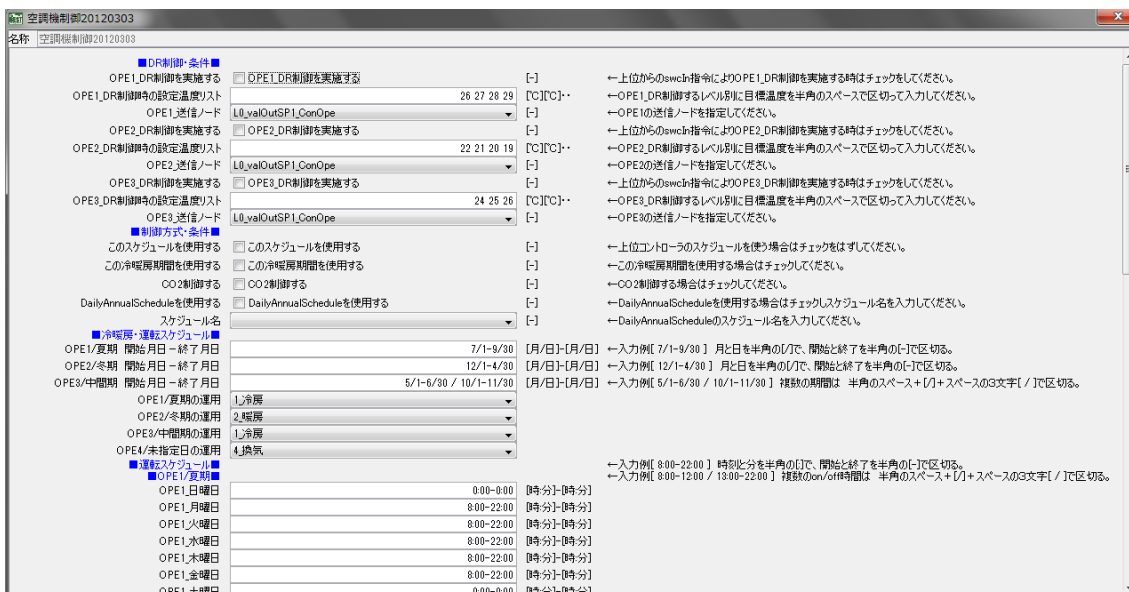 空調機制御20120303
名称 空調機制御20120303
■DR制御・条件■
OPE1_DR制御を実施する OPE1_DR制御を実施する [-] ←上位からのswcIn指令によりOPE1_DR制御を実施する時はチェックをしてください。
OPE1_DR制御時の設定温度リスト 26 27 28 29 [℃][℃]・・ ←OPE1_DR制御するレベル別に目標温度を半角のスペースで区切って入力してください。
OPE1_送信ノード L0_valOutSP1_ConOpe [-] ←OPE1の送信ノードを指定してください。
OPE2_DR制御を実施する OPE2_DR制御を実施する [-] ←上位からのswcIn指令によりOPE2_DR制御を実施する時はチェックをしてください。
OPE2_DR制御時の設定温度リスト 22 21 20 19 [℃][℃]・・ ←OPE2_DR制御するレベル別に目標温度を半角のスペースで区切って入力してください。
OPE2_送信ノード L0_valOutSP1_ConOpe [-] ←OPE2の送信ノードを指定してください。
OPE3_DR制御を実施する OPE3_DR制御を実施する [-] ←上位からのswcIn指令によりOPE3_DR制御を実施する時はチェックをしてください。
OPE3_DR制御時の設定温度リスト 24 25 26 [℃][℃]・・ ←OPE3_DR制御するレベル別に目標温度を半角のスペースで区切って入力してください。
OPE3_送信ノード L0_valOutSP1_ConOpe [-] ←OPE3の送信ノードを指定してください。
■制御方式・条件■
このスケジュールを使用する このスケジュールを使用する [-] ←上位コントローラのスケジュールを使う場合はチェックをはずしてください。
この冷暖房期間を使用する この冷暖房期間を使用する [-] ←この冷暖房期間を使用する場合はチェックしてください。
CO2制御する CO2制御する [-] ←CO2制御する場合はチェックしてください。
DailyAnnualScheduleを使用する DailyAnnualScheduleを使用する [-] ←DailyAnnualScheduleを使用する場合はチェックしスケジュール名を入力してください。
スケジュール名 [-] ←DailyAnnualScheduleのスケジュール名を入力してください。
■冷暖房・運転スケジュール■
OPE1/夏期 開始月日－終了月日 7/1-9/30 [月/日]-[月/日] ←入力例[ 7/1-9/30 ] 月と日を半角の[/]で、開始と終了を半角の[-]で区切る。
OPE2/冬期 開始月日－終了月日 12/1-4/30 [月/日]-[月/日] ←入力例[ 12/1-4/30 ] 月と日を半角の[/]で、開始と終了を半角の[-]で区切る。
OPE3/中間期 開始月日－終了月日 5/1-6/30 / 10/1-11/30 [月/日]-[月/日] ←入力例[ 5/1-6/30 / 10/1-11/30 ] 複数の期間は 半角のスペース＋[/]＋スペースの3文字[ / ]で区切る。
OPE1/夏期の運用 1_冷房
OPE2/冬期の運用 2_暖房
OPE3/中間期の運用 1_冷房
OPE4/未指定日の運用 4_換気
■運転スケジュール■ ←入力例[ 8:00-22:00 ] 時刻と分を半角の[:]で、開始と終了を半角の[-]で区切る。
■OPE1/夏期■ ←入力例[ 8:00-12:00 / 13:00-22:00 ] 複数のon/off時間は 半角のスペース＋[/]＋スペースの3文字[ / ]で区切る。
OPE1_日曜日 0:00-0:00 [時:分]-[時:分]
OPE1_月曜日 8:00-22:00 [時:分]-[時:分]
OPE1_火曜日 8:00-22:00 [時:分]-[時:分]
OPE1_水曜日 8:00-22:00 [時:分]-[時:分]
OPE1_木曜日 8:00-22:00 [時:分]-[時:分]
OPE1_金曜日 8:00-22:00 [時:分]-[時:分]
OPE1_土曜日 0:00-0:00 [時:分]-[時:分]